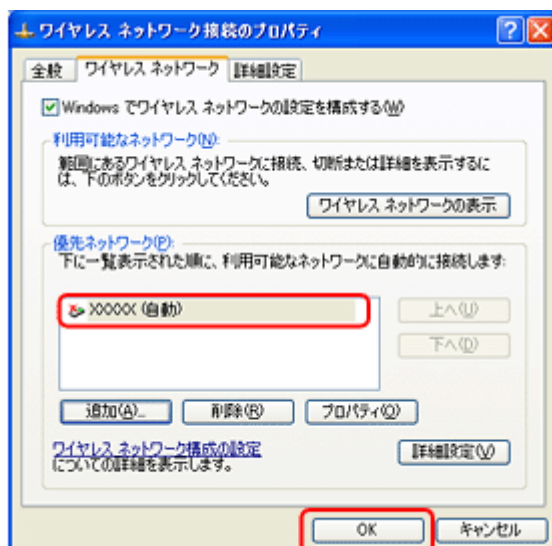 ワイヤレス ネットワーク接続のプロパティ
全般 ワイヤレス ネットワーク 詳細設定
Windows でワイヤレス ネットワークの設定を構成する(W)
利用可能なネットワーク(N):
範囲にあるワイヤレス ネットワークに接続、切断または詳細を表示するに
は、下のボタンをクリックしてください。
ワイヤレス ネットワークの表示
優先ネットワーク(P):
下に一覧表示された順に、利用可能なネットワークに自動的に接続します:
XXXXX (自動)
上へ(U)
下へ(D)
追加(A)... 削除(R) プロパティ(O)
ワイヤレス ネットワーク構成の設定
についての詳細を表示します。
詳細設定(V)
OK キャンセル